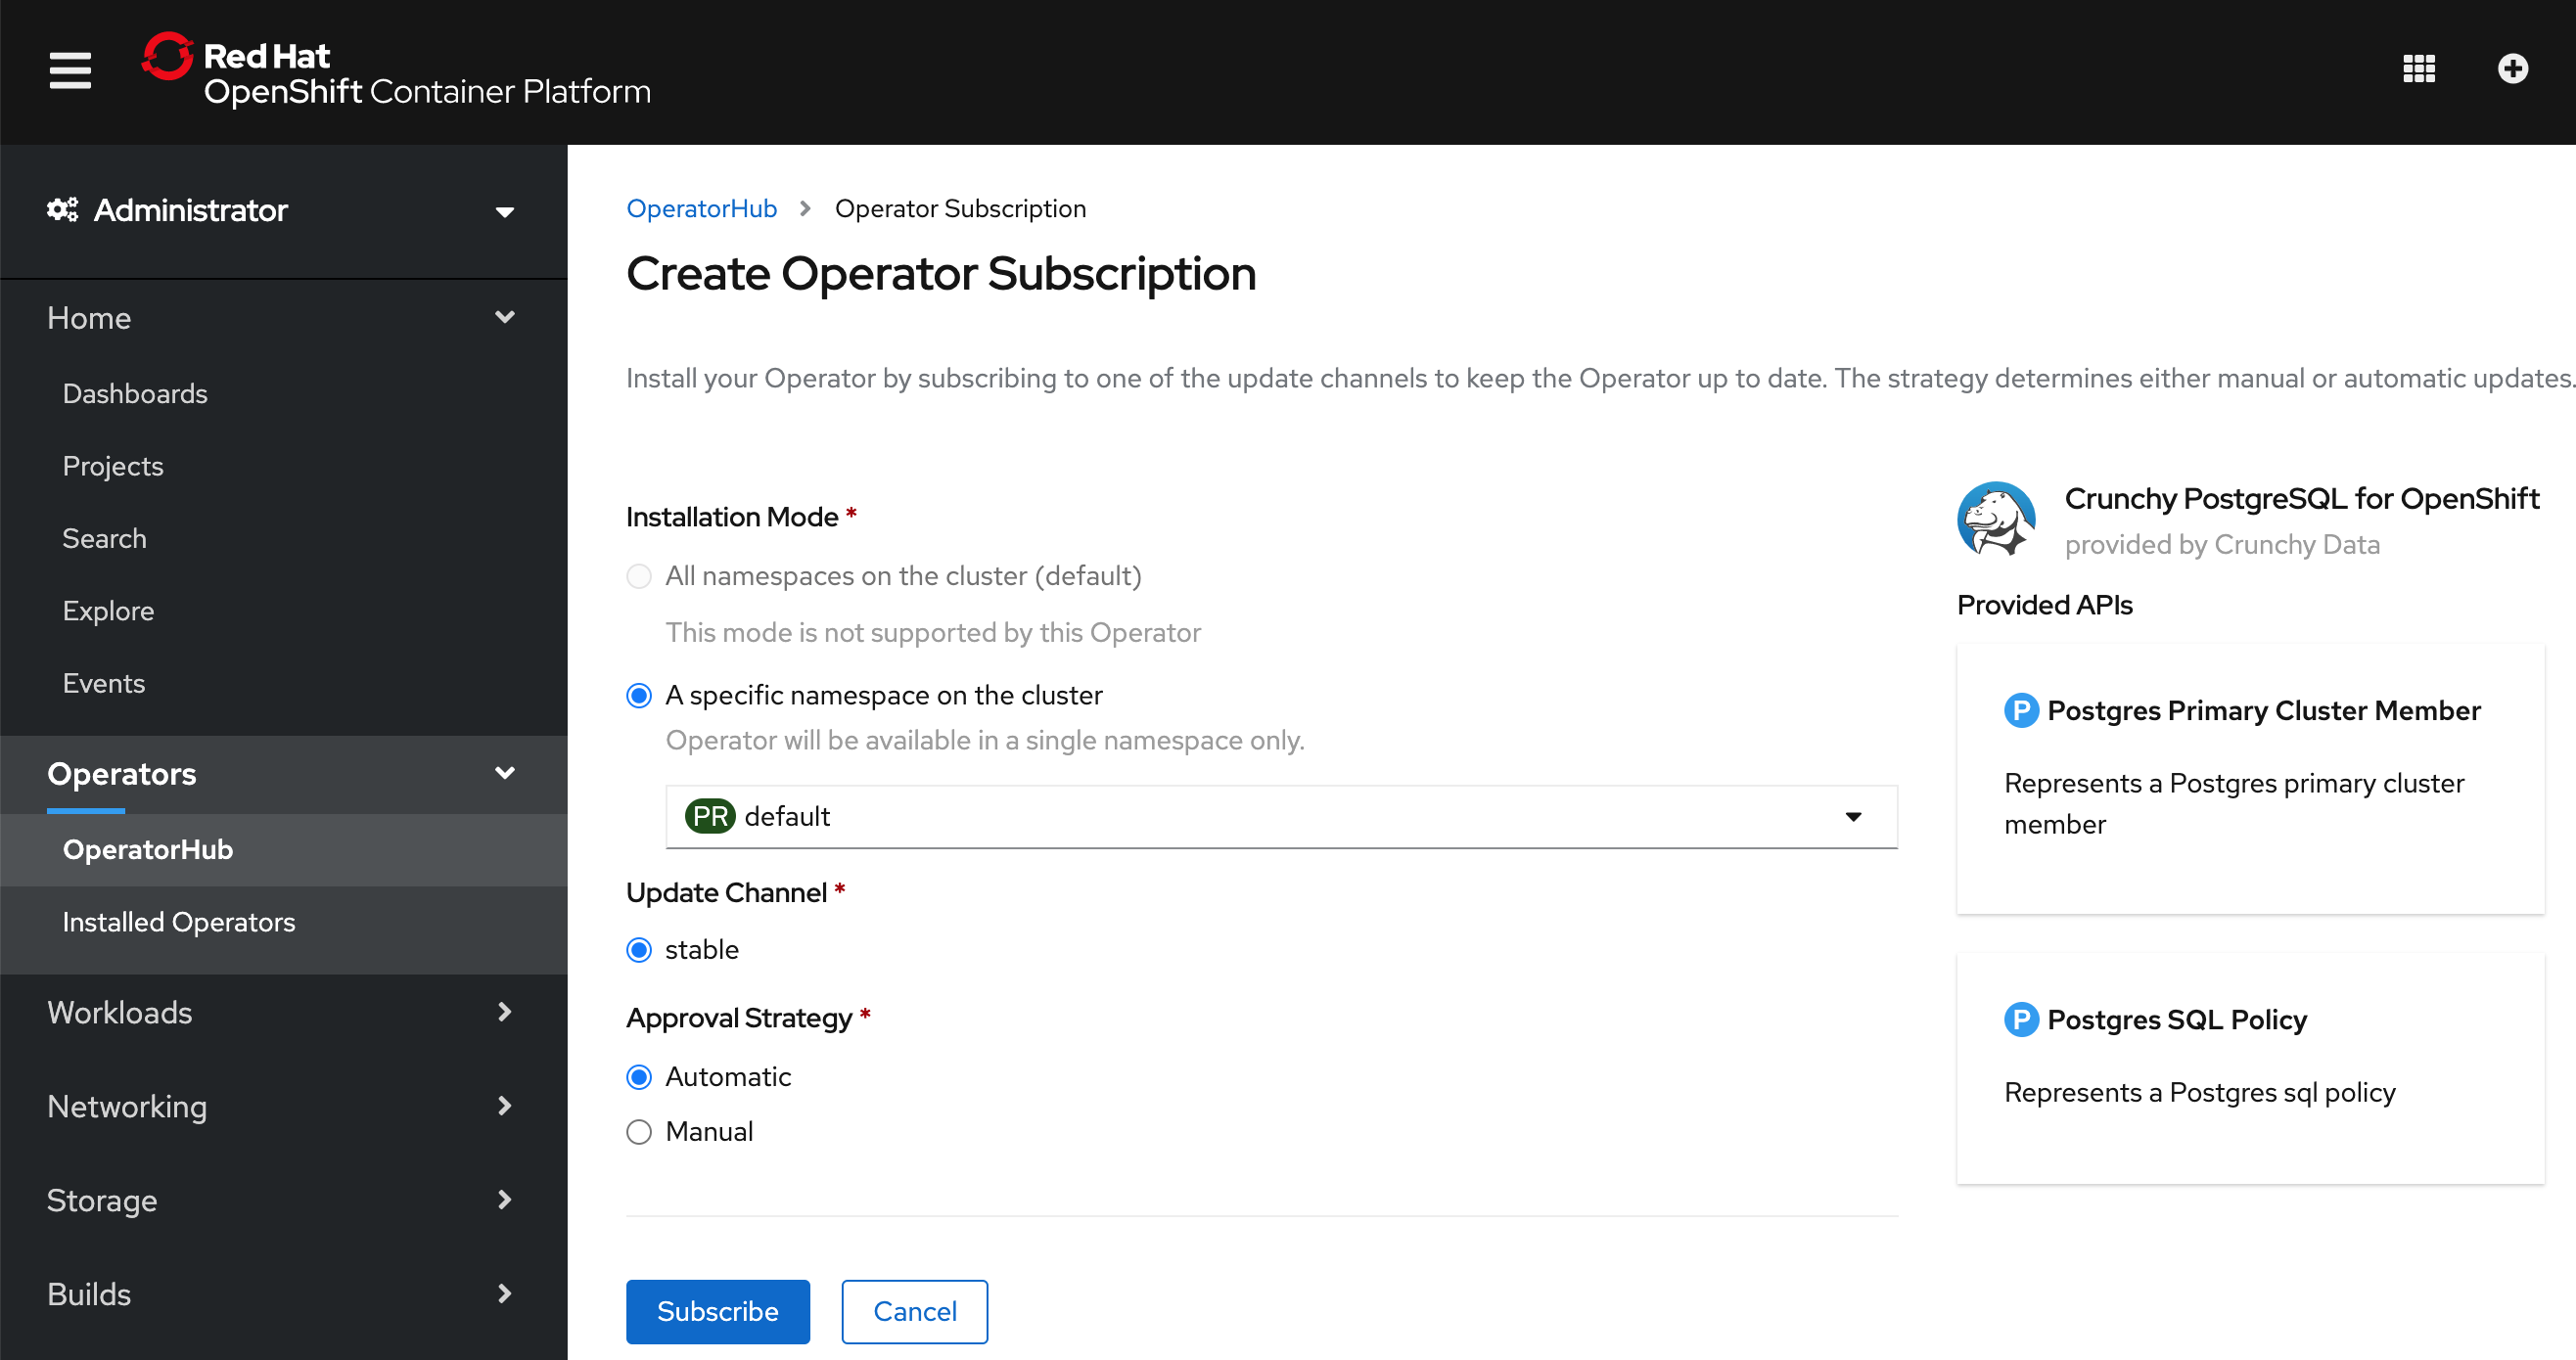 Red Hat
OpenShift Container Platform
Administrator
Home
Dashboards
Projects
Search
Explore
Events
Operators
OperatorHub
Installed Operators
Workloads
Networking
Storage
Builds
OperatorHub > Operator Subscription
Create Operator Subscription
Install your Operator by subscribing to one of the update channels to keep the Operator up to date. The strategy determines either manual or automatic updates.
Installation Mode *
All namespaces on the cluster (default)
This mode is not supported by this Operator
A specific namespace on the cluster
Operator will be available in a single namespace only.
PR default
Update Channel *
stable
Approval Strategy *
Automatic
Manual
Subscribe Cancel
Crunchy PostgreSQL for OpenShift
provided by Crunchy Data
Provided APIs
P Postgres Primary Cluster Member
Represents a Postgres primary cluster
member
P Postgres SQL Policy
Represents a Postgres sql policy